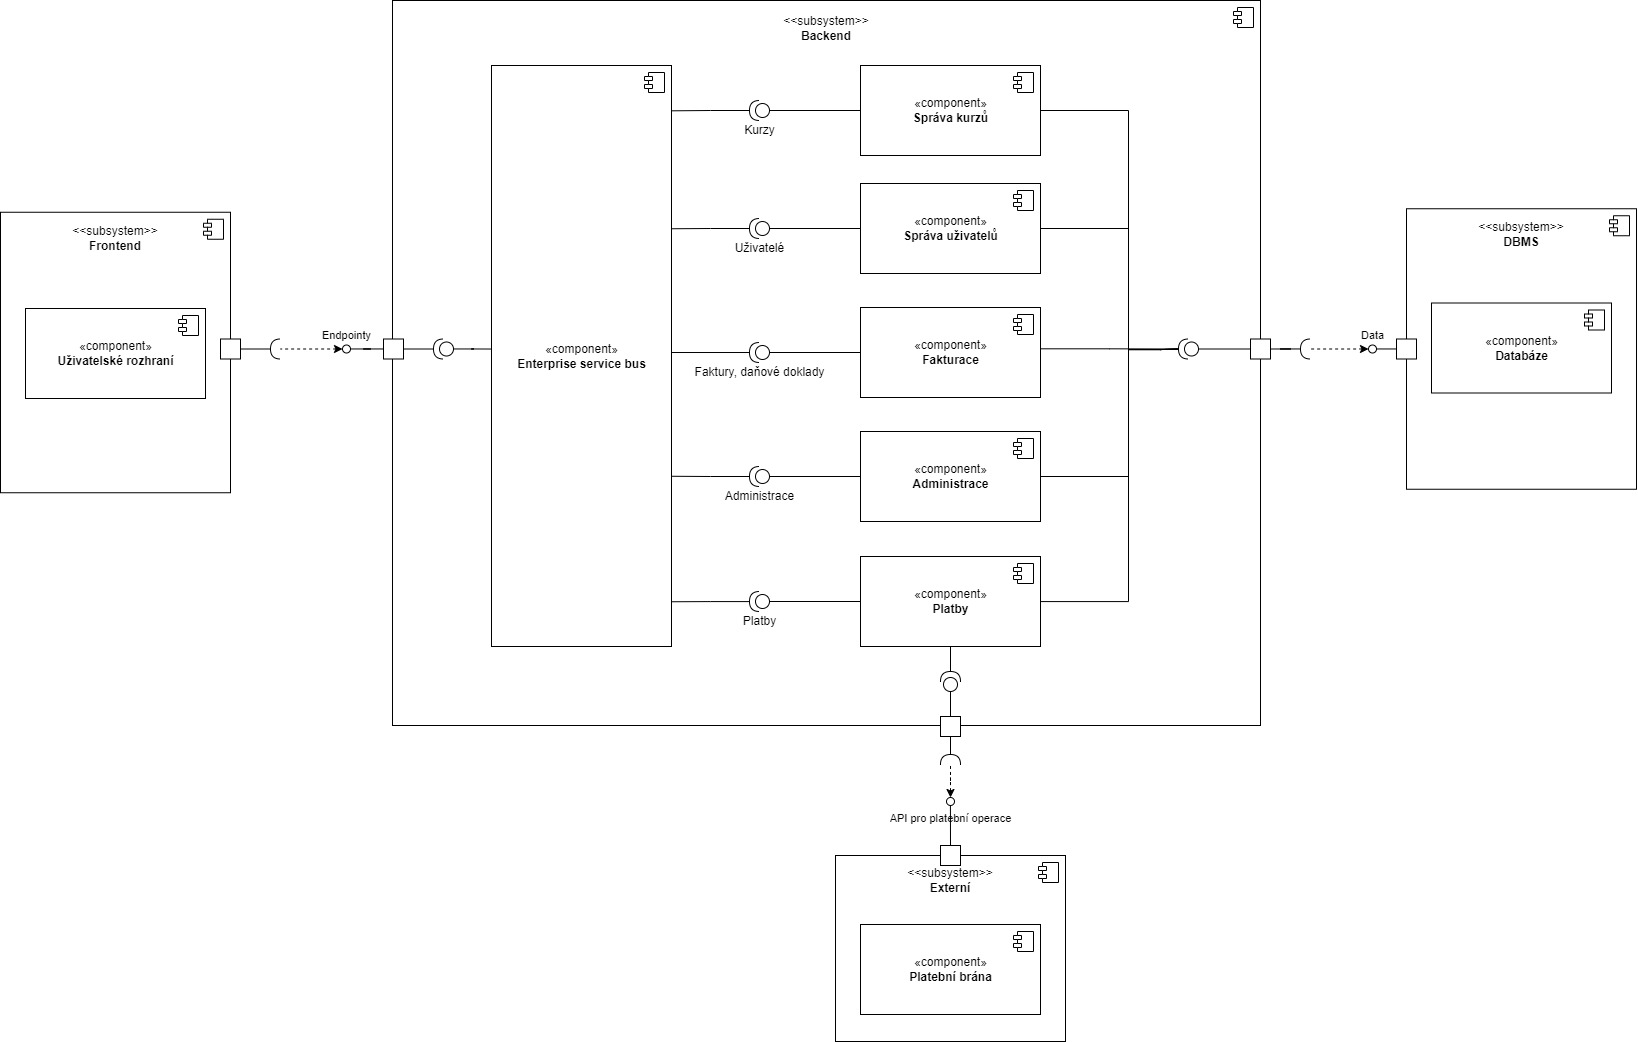 <<subsystem>>
Backend
«component»
Enterprise service bus
Kurzy
«component»
Správa kurzů
Uživatelé
«component»
Správa uživatelů
Faktury, daňové doklady
«component»
Fakturace
Administrace
«component»
Administrace
Platby
«component»
Platby
<<subsystem>>
Frontend
«component»
Uživatelské rozhraní
Endpointy
<<subsystem>>
DBMS
«component»
Databáze
Data
API pro platební operace
<<subsystem>>
Externí
«component»
Platební brána